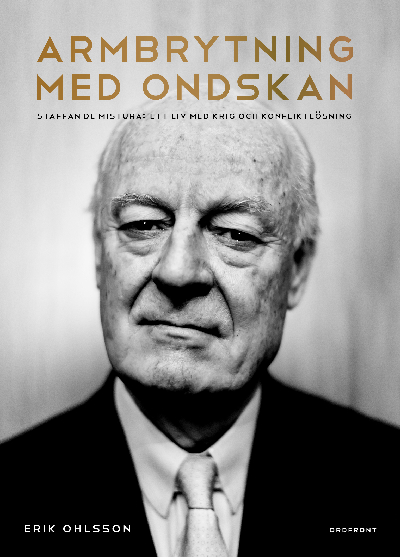 ARMBRYTNING
MED ONDSKAN
STAFFAN DE MISTURA: ETT LIV MED KRIG OCH KONFLIKTLÖSNING
ERIK OHLSSON
ORDFRONT